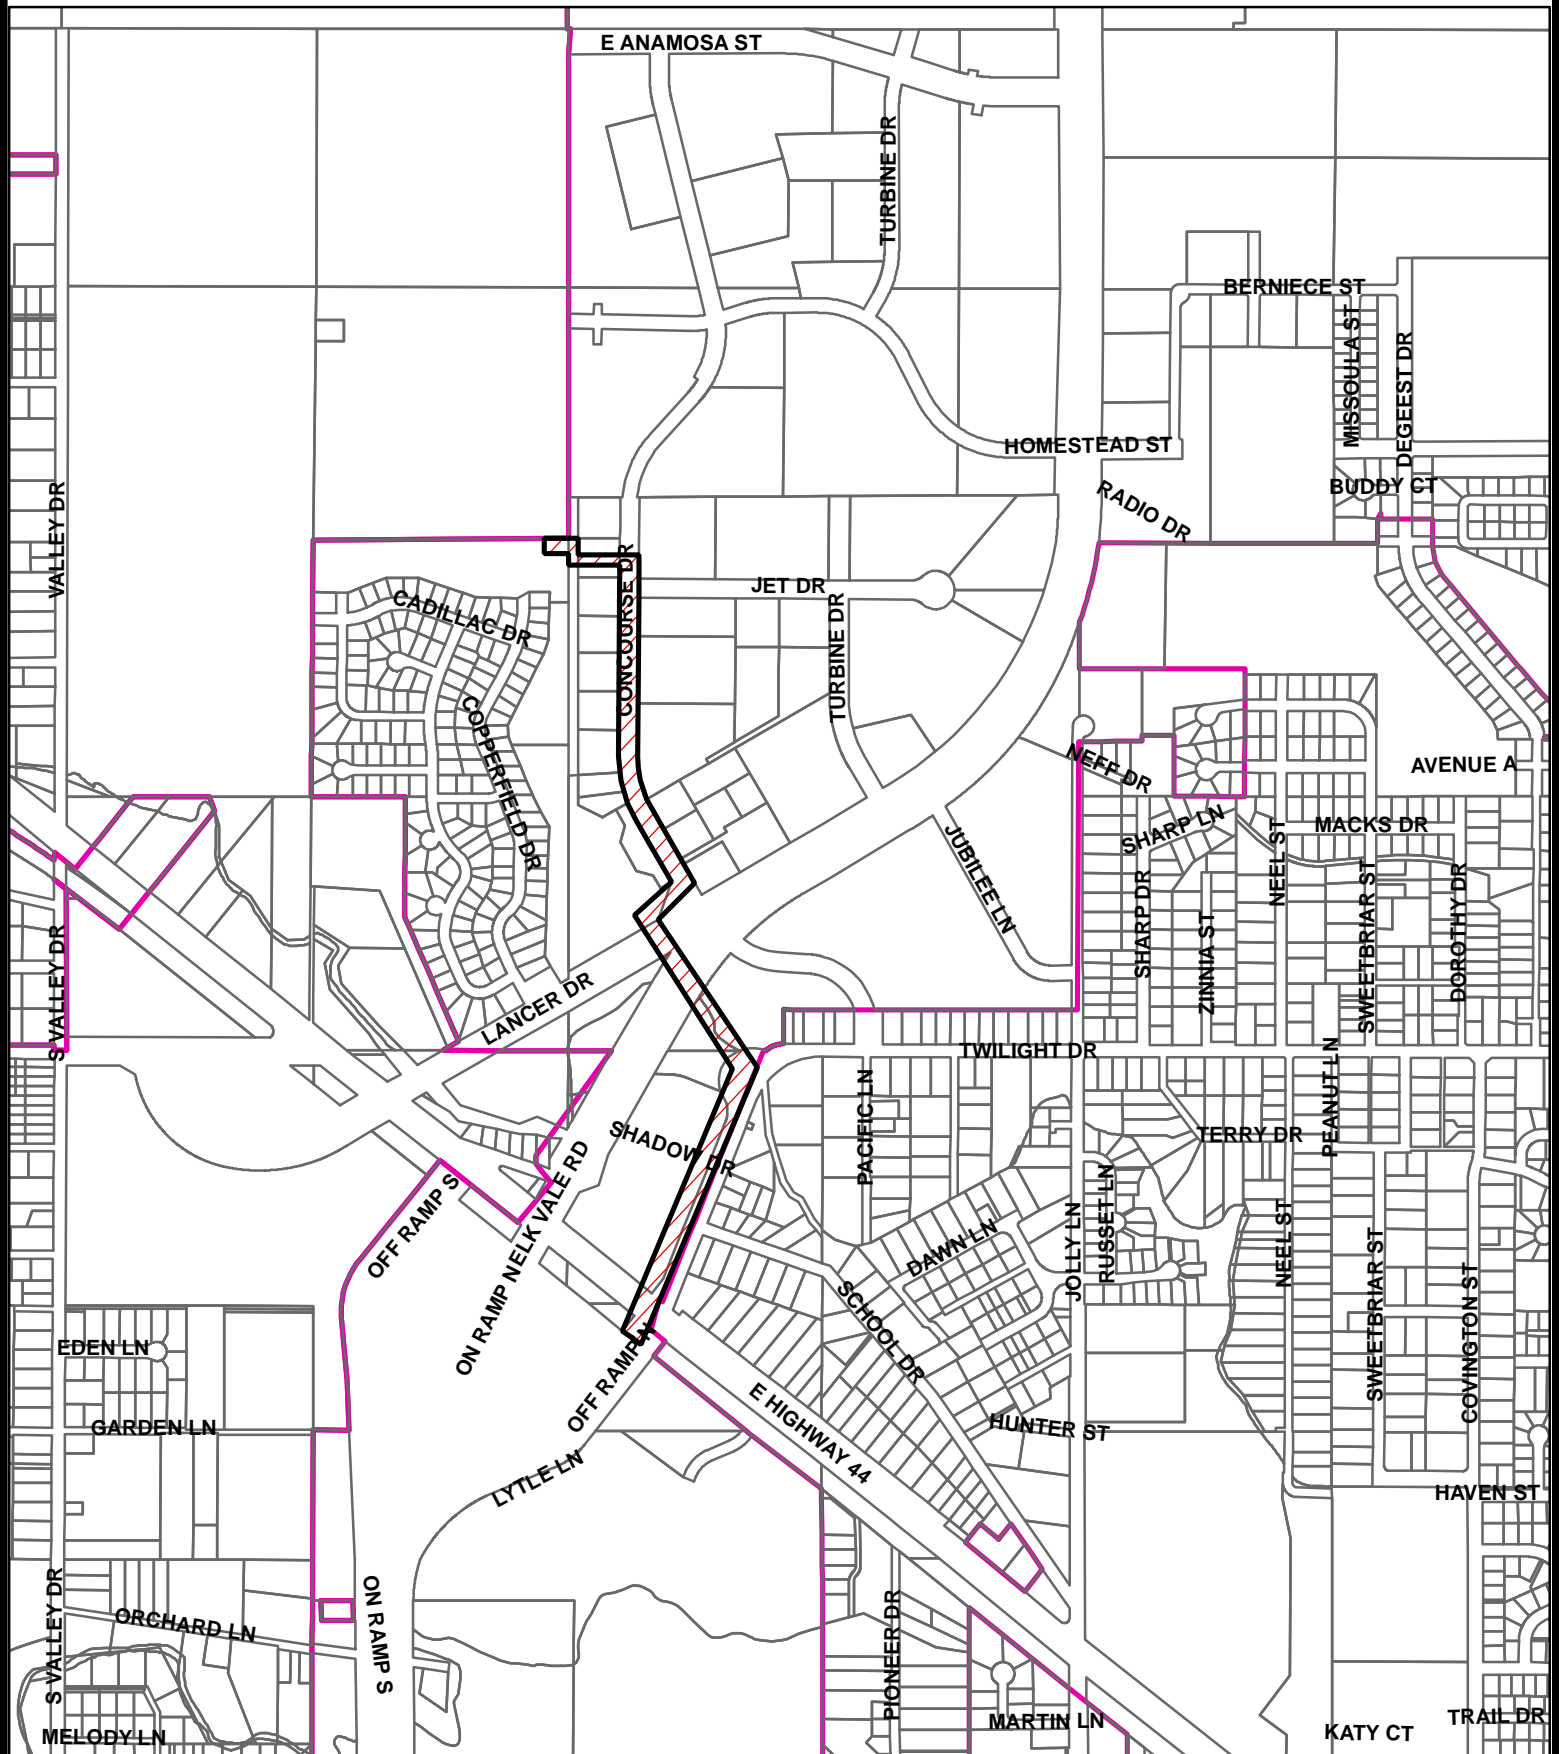 E ANAMOSA ST
TURBINE DR
BERNIECE ST
MISSOULA ST
DEGEEST DR
HOMESTEAD ST
BUDDY CT
RADIO DR
VALLEY DR
JET DR
CADILLAC DR
CONCOURSE DR
TURBINE DR
COPPERFIELD DR
NEFF DR
AVENUE A
SHARP LN
MACKS DR
NEEL ST
JUBILEE LN
SHARP DR
ZINNIA ST
SWEETBRIAR ST
DOROTHY DR
S VALLEY DR
LANCER DR
TWILIGHT DR
PACIFIC LN
PEANUT LN
SHADOW DR
TERRY DR
OFF RAMP S
ON RAMP N
ELK VALE RD
DAWN LN
JOLLY LN
RUSSET LN
NEEL ST
SWEETBRIAR ST
COVINGTON ST
SCHOOL DR
EDEN LN
OFF RAMP N
GARDEN LN
E HIGHWAY 44
HUNTER ST
LYTLE LN
HAVEN ST
S VALLEY DR
ORCHARD LN
ON RAMP S
PIONEER DR
MELODY LN
MARTIN LN
KATY CT
TRAIL DR